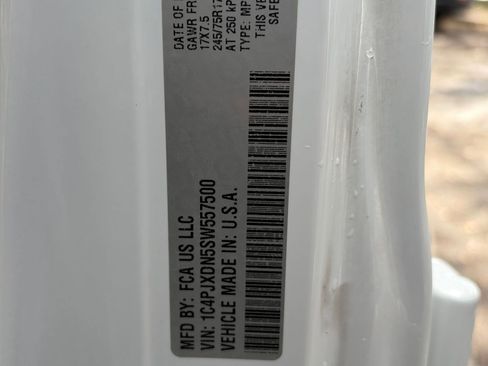 DATE OF
GAWR FR
17X7.5
245/75R17
AT 250 KP
TYPE: MP
THIS VE
SAFE
MFD BY: FCA US LLC
VIN: 1C4PJXDN5SW557500
VEHICLE MADE IN: U.S.A.